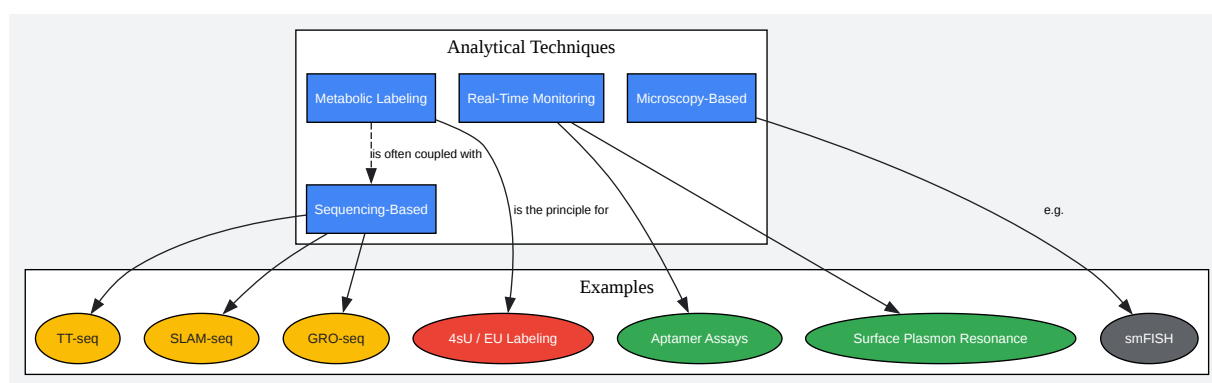 Analytical Techniques
Metabolic Labeling
Real-Time Monitoring
Microscopy-Based
is often coupled with
Sequencing-Based
is the principle for
e.g.
Examples
TT-seq
SLAM-seq
GRO-seq
4sU / EU Labeling
Aptamer Assays
Surface Plasmon Resonance
smFISH